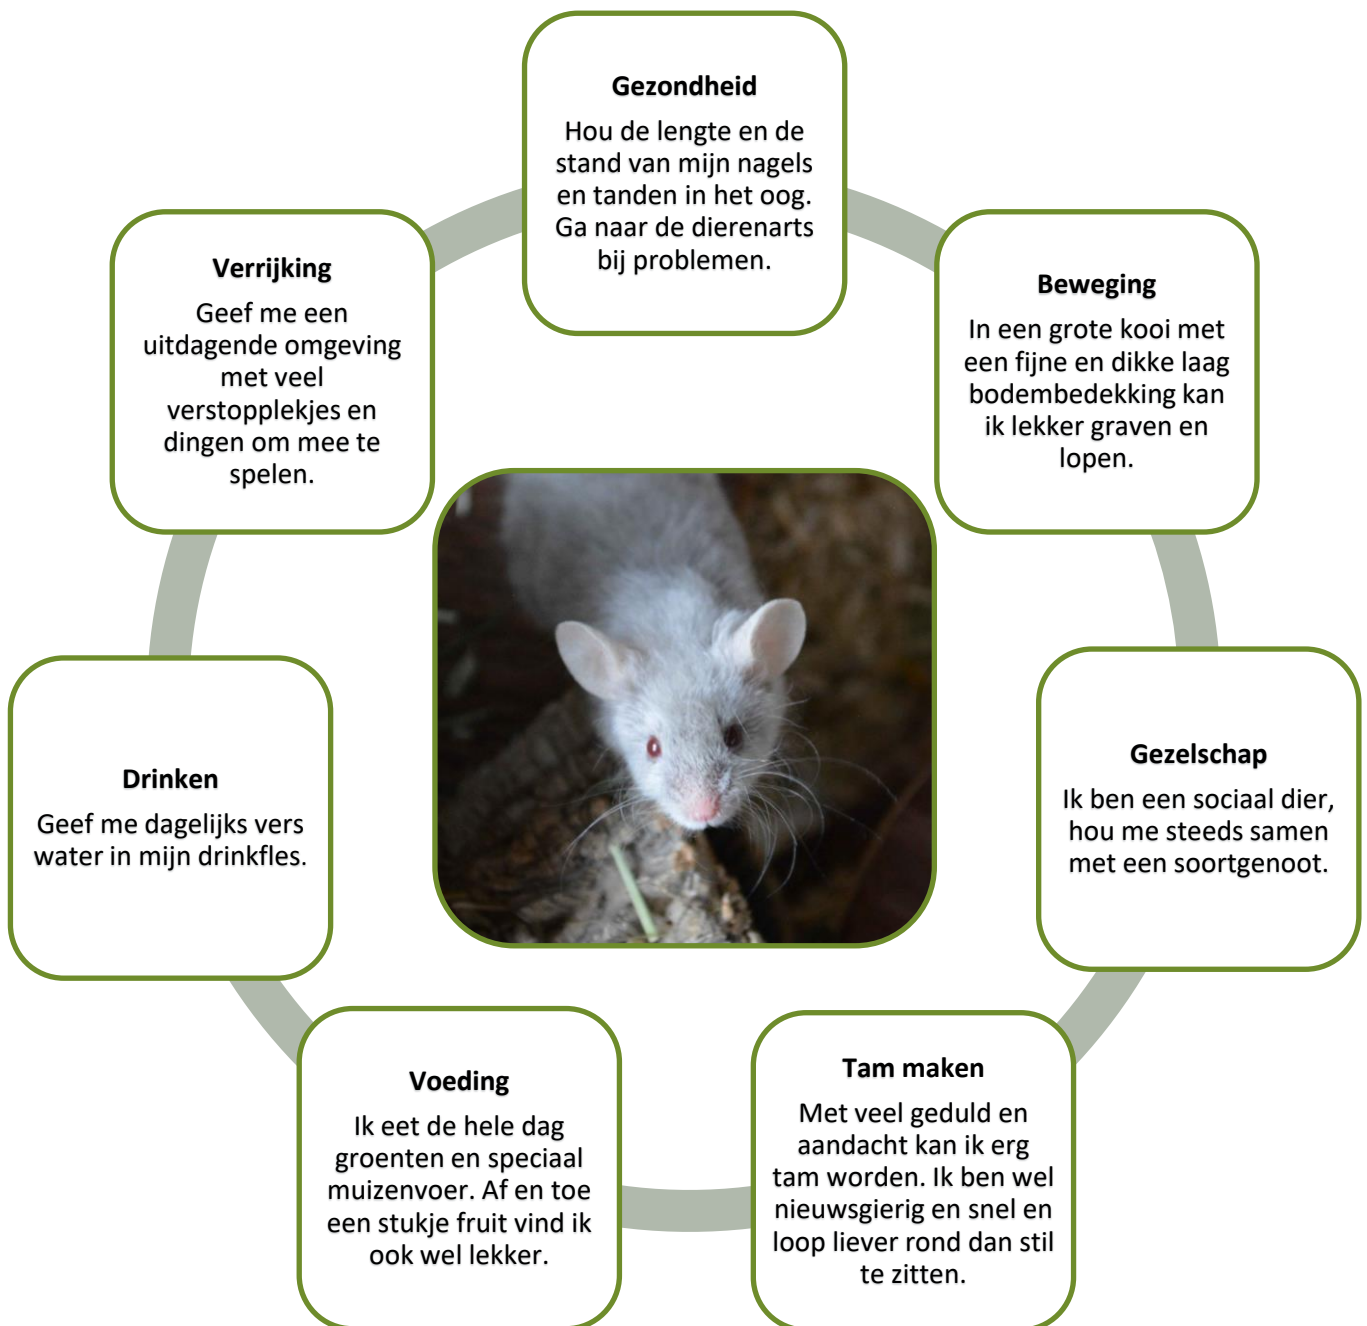 Gezondheid
Hou de lengte en de
stand van mijn nagels
en tanden in het oog.
Ga naar de dierenarts
bij problemen.
Beweging
In een grote kooi met
een fijne en dikke laag
bodembedekking kan
ik lekker graven en
lopen.
Gezelschap
Ik ben een sociaal dier,
hou me steeds samen
met een soortgenoot.
Tam maken
Met veel geduld en
aandacht kan ik erg
tam worden. Ik ben wel
nieuwsgierig en snel en
loop liever rond dan stil
te zitten.
Voeding
Ik eet de hele dag
groenten en speciaal
muizenvoer. Af en toe
een stukje fruit vind ik
ook wel lekker.
Drinken
Geef me dagelijks vers
water in mijn drinkfles.
Verrijking
Geef me een
uitdagende omgeving
met veel
verstopplekjes en
dingen om mee te
spelen.